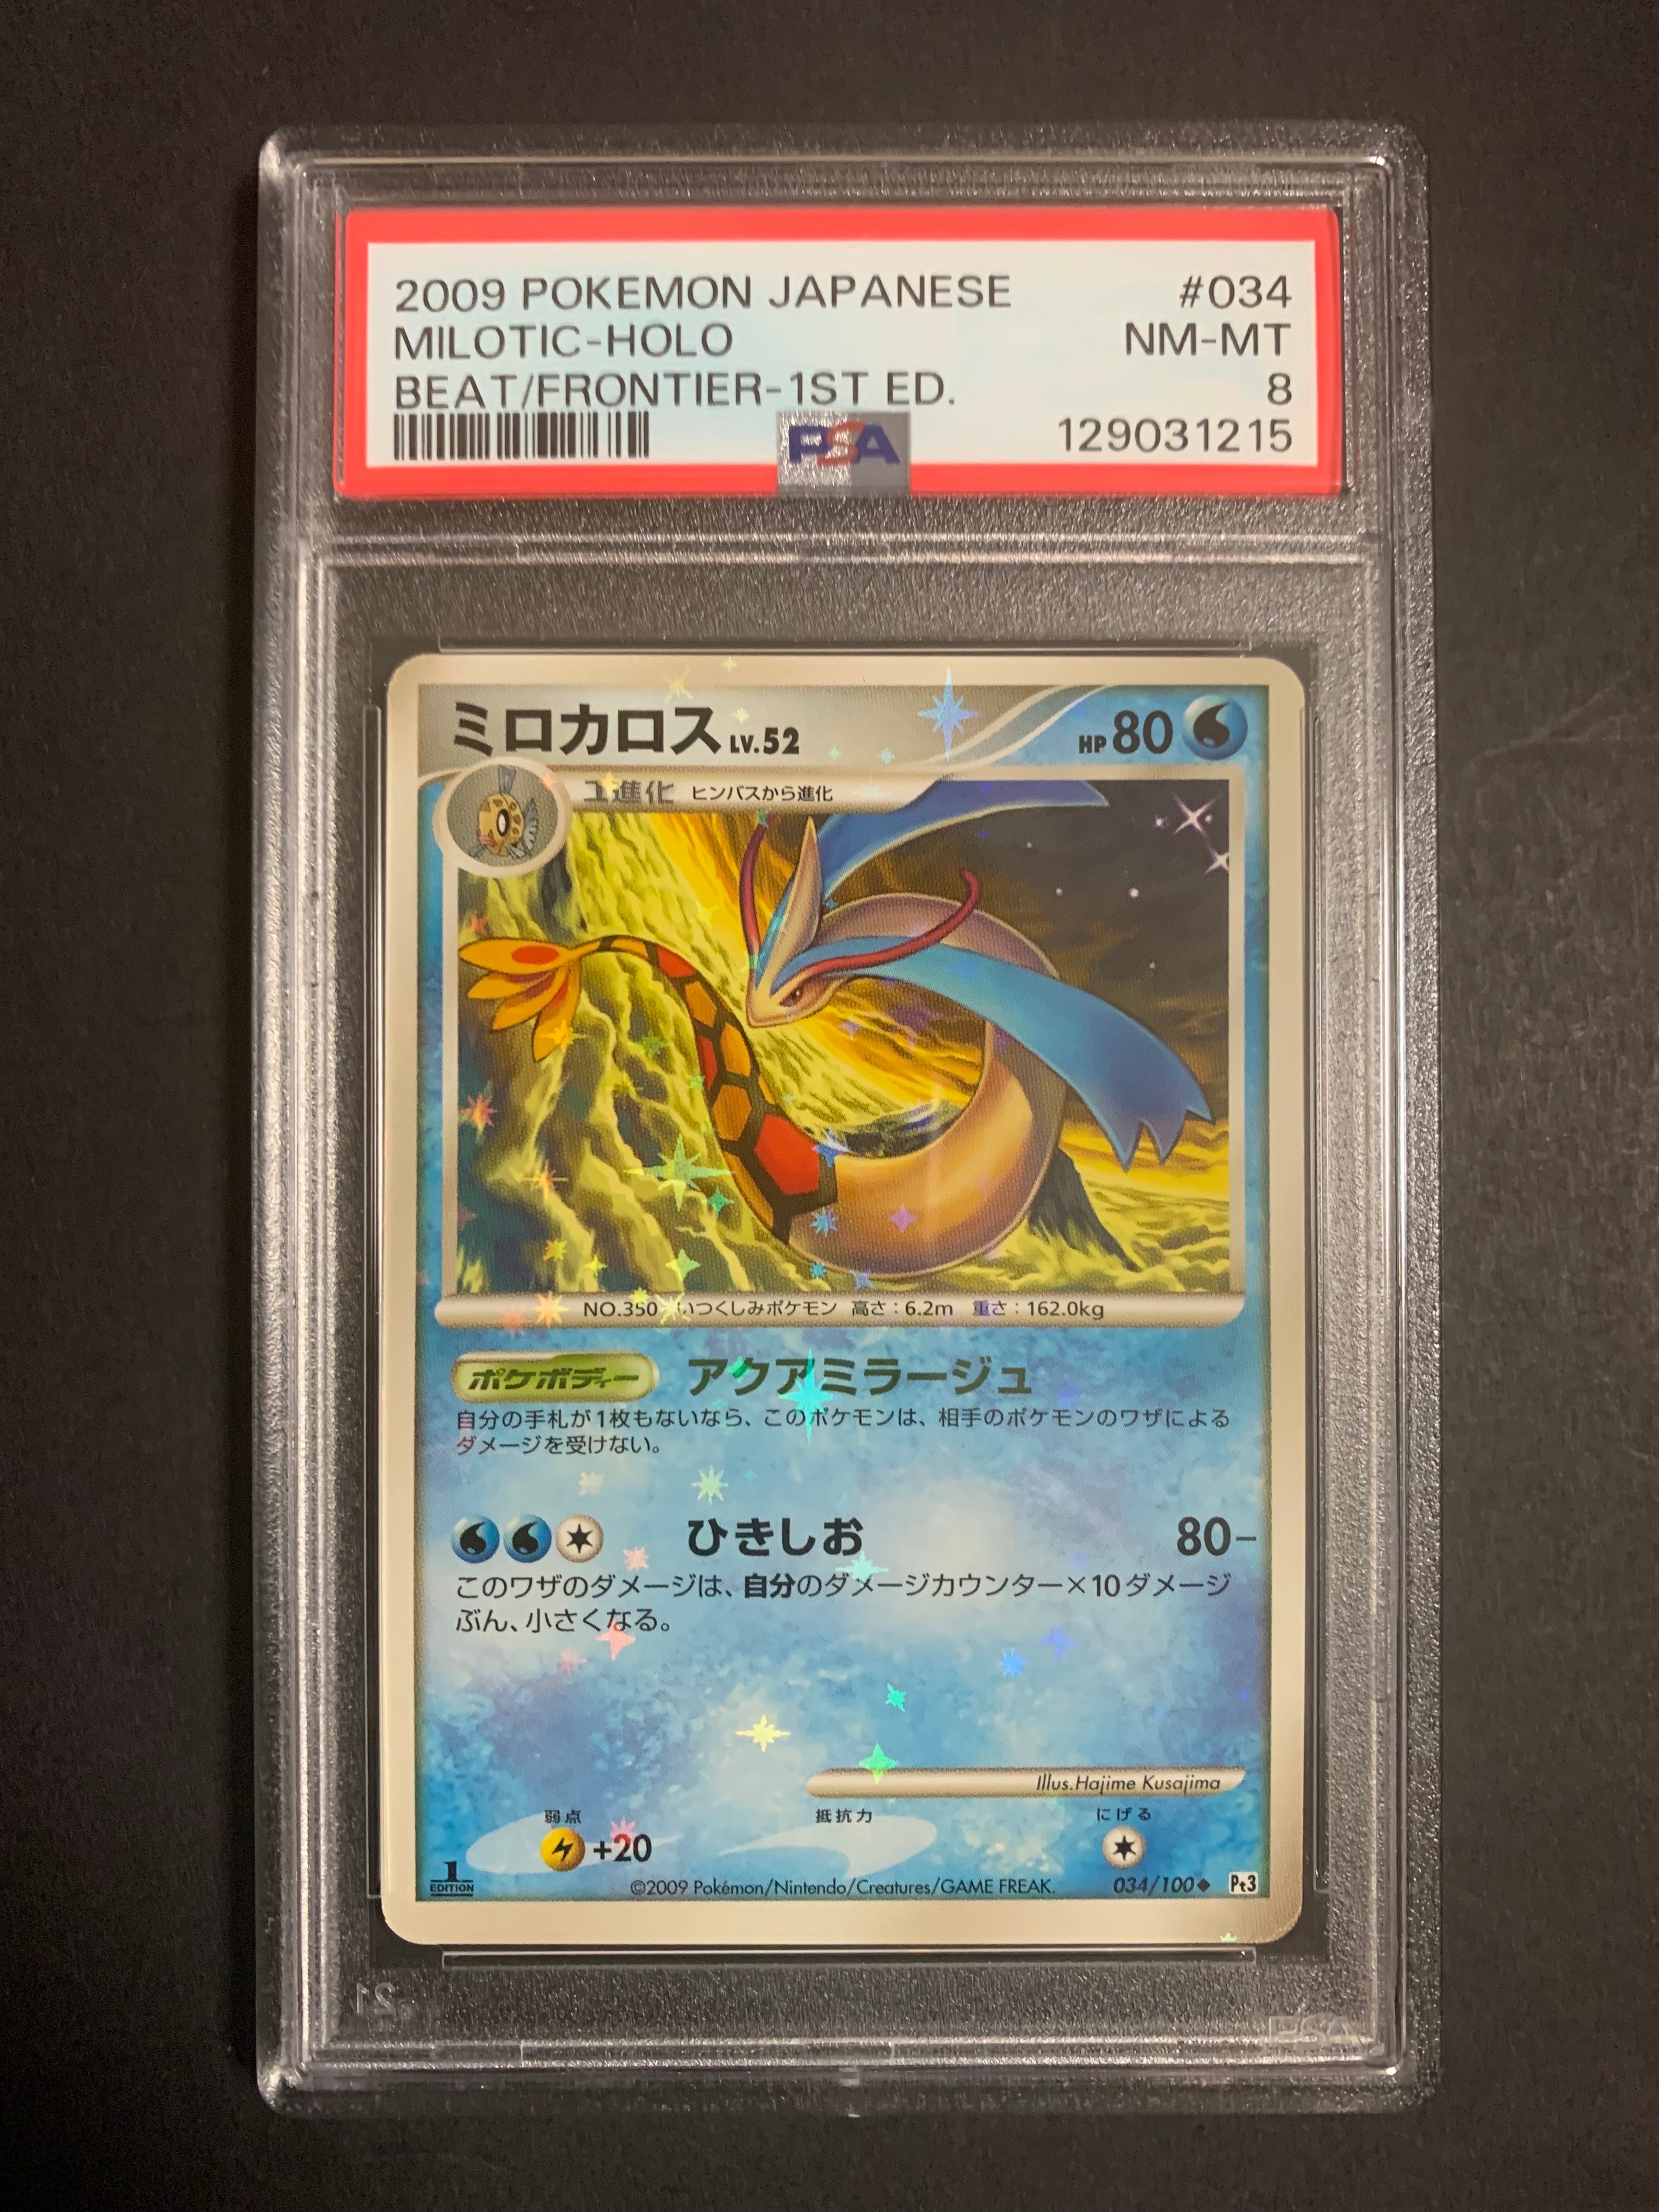 2009 POKEMON JAPANESE #034
MILOTIC-HOLO NM-MT
BEAT/FRONTIER-1ST ED. 8
PSA 129031215
ミロカロス LV.52 HP 80
1進化 ヒンバスから進化
NO.350 いつくしみポケモン 高さ：6.2m 重さ：162.0kg
ポケボディー アクアミラージュ
自分の手札が1枚もないなら、このポケモンは、相手のポケモンのワザによる
ダメージを受けない。
ひきしお 80−
このワザのダメージは、自分のダメージカウンター×10ダメージ
ぶん、小さくなる。
Illus.Hajime Kusajima
弱点 抵抗力 にげる
+20
1 EDITION ©2009 Pokémon/Nintendo/Creatures/GAME FREAK. 034/100◆ Pt3
PSA